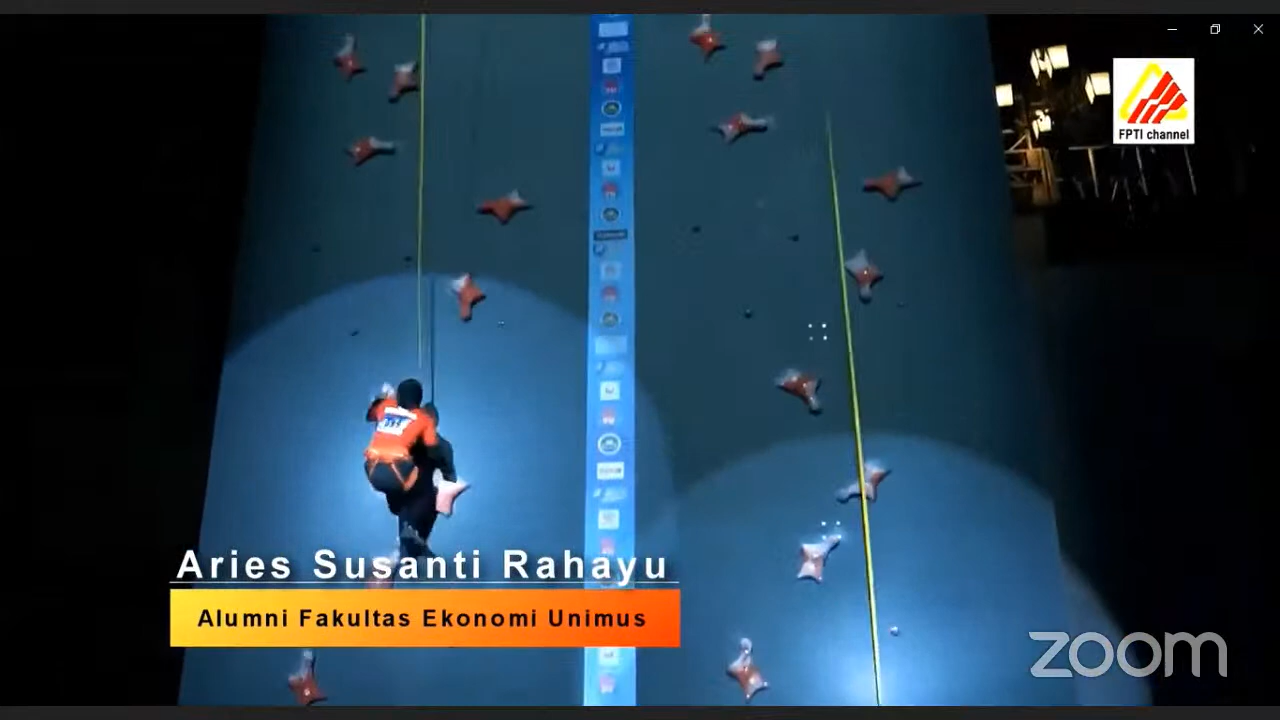 FPTI channel
Aries Susanti Rahayu
Alumni Fakultas Ekonomi Unimus
zoom